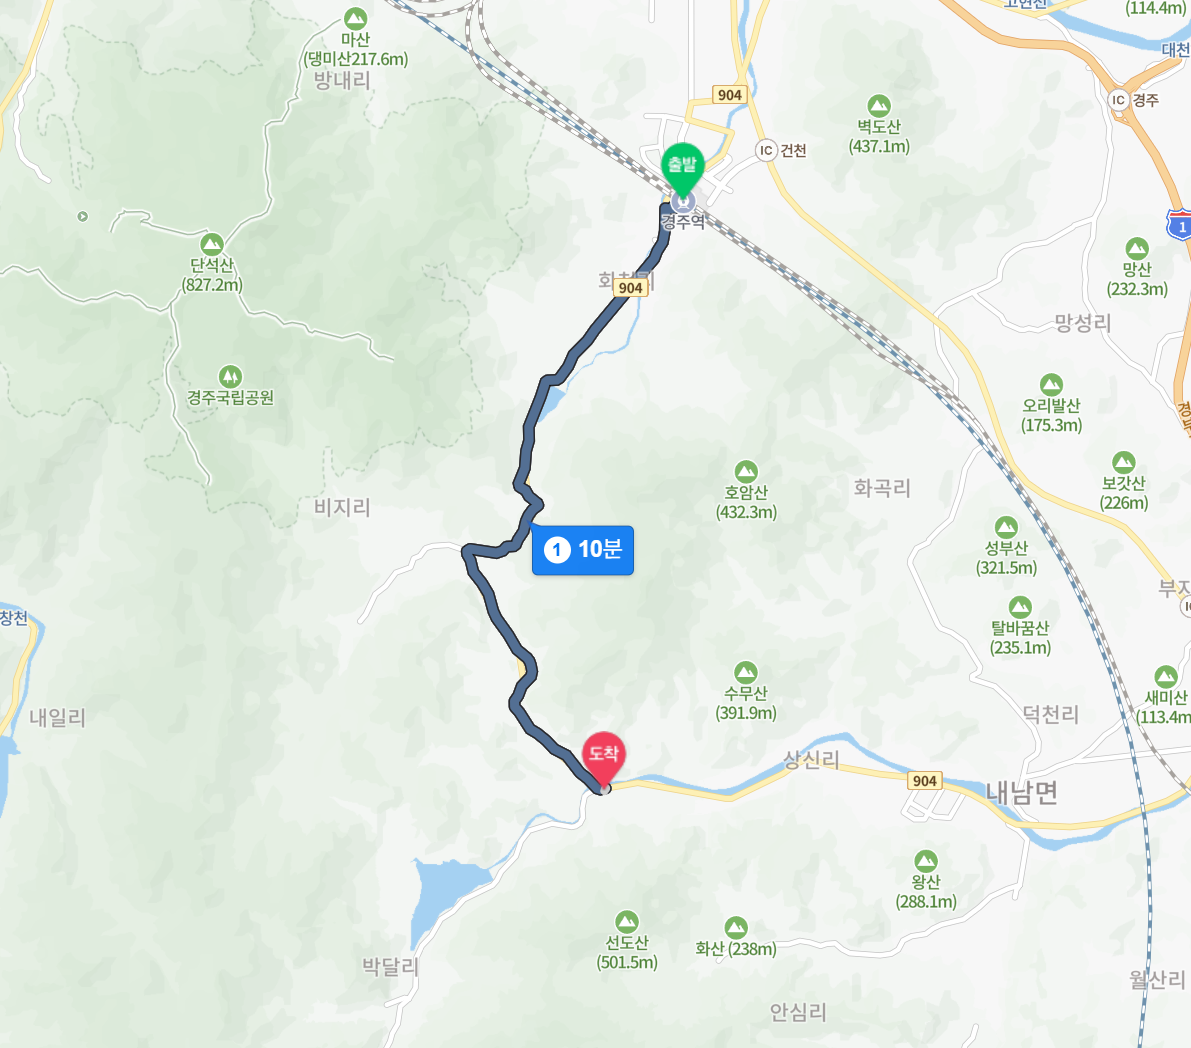 고현천
(114.4m)
마산
(댕미산217.6m)
방내리
대천
904
IC
경주
벽도산
(437.1m)
IC
건천
출발
경주역
1
단석산
(827.2m)
망산
(232.3m)
904
망성리
경주국립공원
오리발산
(175.3m)
호암산
(432.3m)
화곡리
보갓산
(226m)
비지리
1 10분
성부산
(321.5m)
탈바꿈산
(235.1m)
창천
수무산
(391.9m)
새미산
(113.4m
내일리
덕천리
도착
상신리
904
내남면
왕산
(288.1m)
선도산
(501.5m)
화산 (238m)
박달리
월산리
안심리